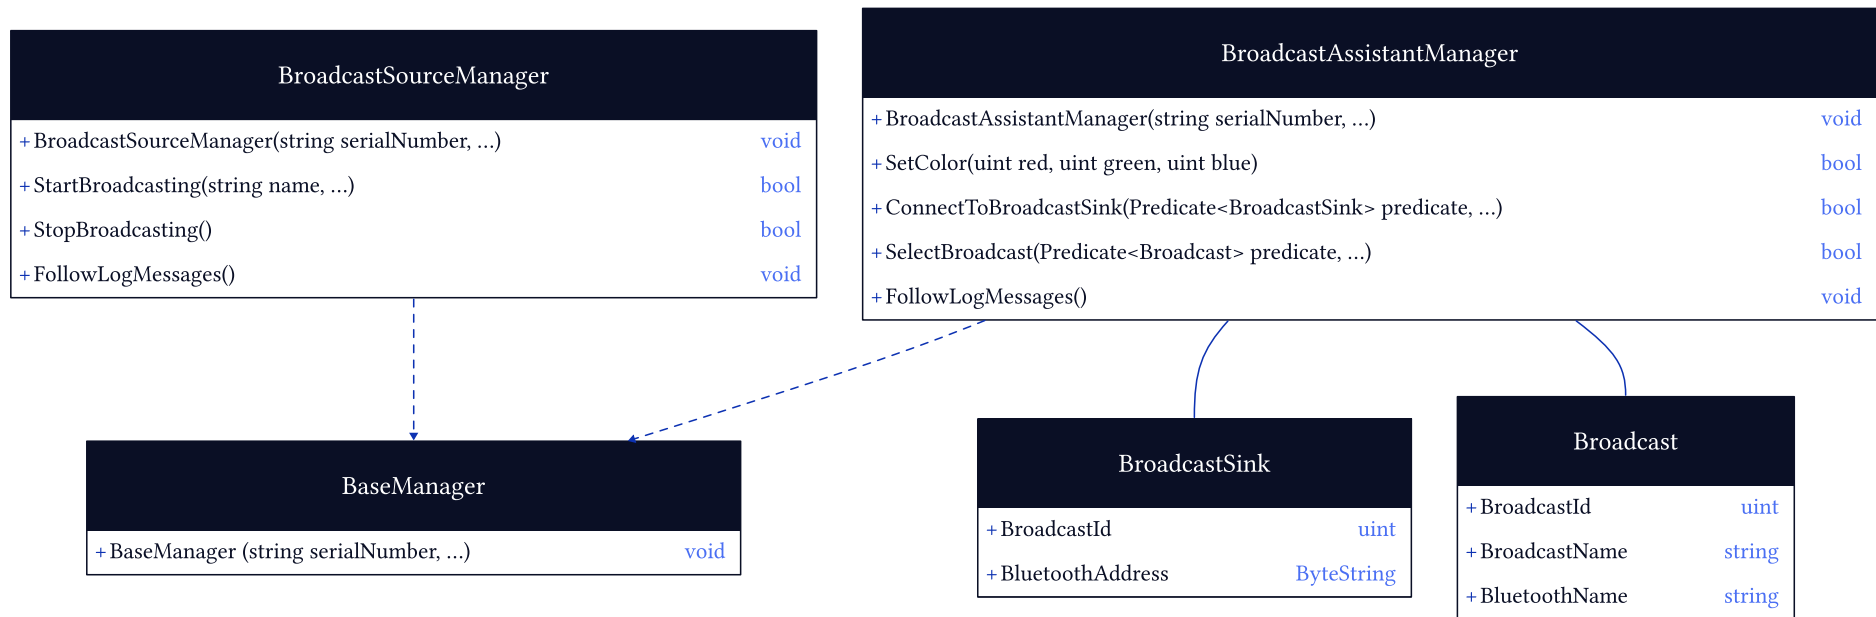 BroadcastSourceManager
+ BroadcastSourceManager(string serialNumber, ...) void
+ StartBroadcasting(string name, ...) bool
+ StopBroadcasting() bool
+ FollowLogMessages() void
BroadcastAssistantManager
+ BroadcastAssistantManager(string serialNumber, ...) void
+ SetColor(uint red, uint green, uint blue) bool
+ ConnectToBroadcastSink(Predicate<BroadcastSink> predicate, ...) bool
+ SelectBroadcast(Predicate<Broadcast> predicate, ...) bool
+ FollowLogMessages() void
BaseManager
+ BaseManager (string serialNumber, ...) void
BroadcastSink
+ BroadcastId uint
+ BluetoothAddress ByteString
Broadcast
+ BroadcastId uint
+ BroadcastName string
+ BluetoothName string